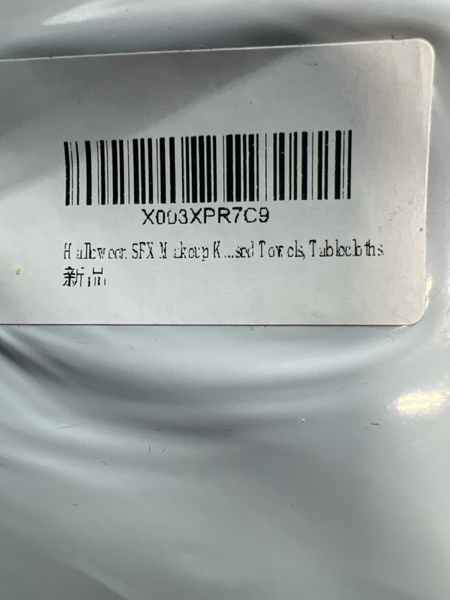 X003XPR7C9
Halloween SFX Makeup K...sed Towels, Tablecloths
新品